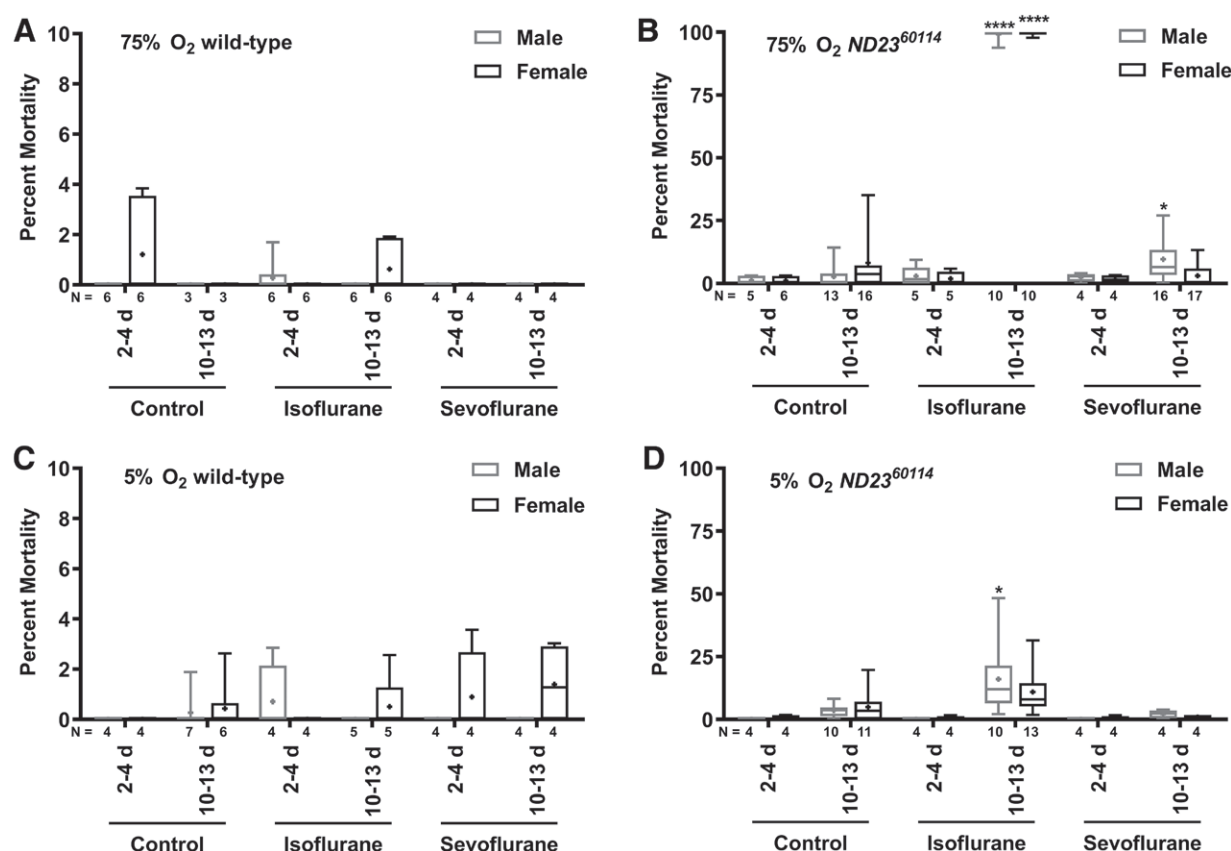 A
75% O2 wild-type
Male
Female
Percent Mortality
10
8
6
4
2
0
N = 6 6 3 3 6 6 6 6 4 4 4 4
2-4 d
10-13 d
2-4 d
10-13 d
2-4 d
10-13 d
Control
Isoflurane
Sevoflurane
B
75% O2 ND23^60114
Male
Female
Percent Mortality
100
75
50
25
0
**** ****
*
N = 5 6 13 16 5 5 10 10 4 4 16 17
2-4 d
10-13 d
2-4 d
10-13 d
2-4 d
10-13 d
Control
Isoflurane
Sevoflurane
C
5% O2 wild-type
Male
Female
Percent Mortality
10
8
6
4
2
0
N = 4 4 7 6 4 4 5 5 4 4 4 4
2-4 d
10-13 d
2-4 d
10-13 d
2-4 d
10-13 d
Control
Isoflurane
Sevoflurane
D
5% O2 ND23^60114
Male
Female
Percent Mortality
100
75
50
25
0
*
N = 4 4 10 11 4 4 10 13 4 4 4 4
2-4 d
10-13 d
2-4 d
10-13 d
2-4 d
10-13 d
Control
Isoflurane
Sevoflurane